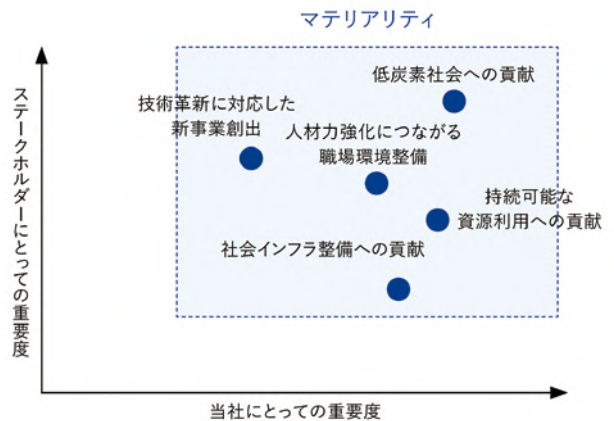 マテリアリティ
低炭素社会への貢献
技術革新に対応した
新事業創出
人材力強化につながる
職場環境整備
持続可能な
資源利用への貢献
社会インフラ整備への貢献
ステークホルダーにとっての重要度
当社にとっての重要度